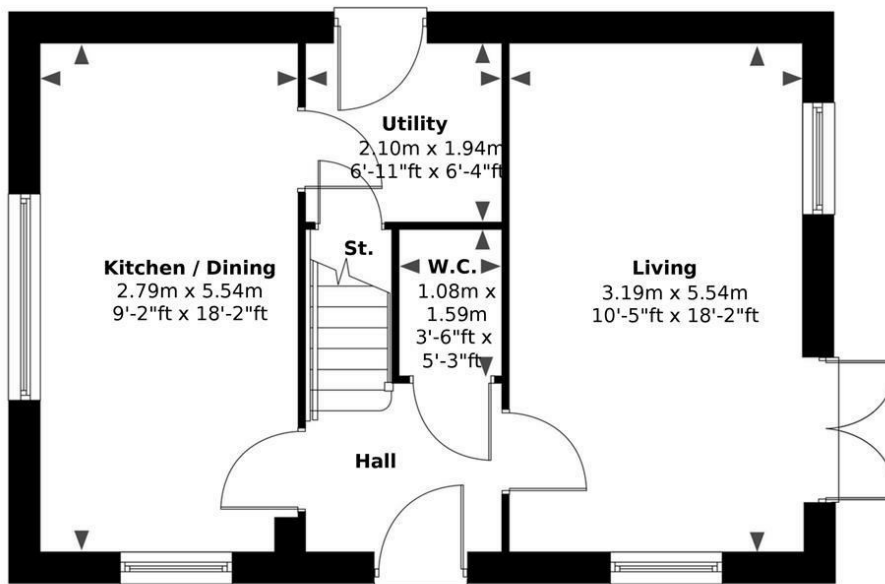 Utility
2.10m x 1.94m
6'-11"ft x 6'-4"ft
Kitchen / Dining
2.79m x 5.54m
9'-2"ft x 18'-2"ft
St.
W.C.
1.08m x
1.59m
3'-6"ft x
5'-3"ft
Living
3.19m x 5.54m
10'-5"ft x 18'-2"ft
Hall